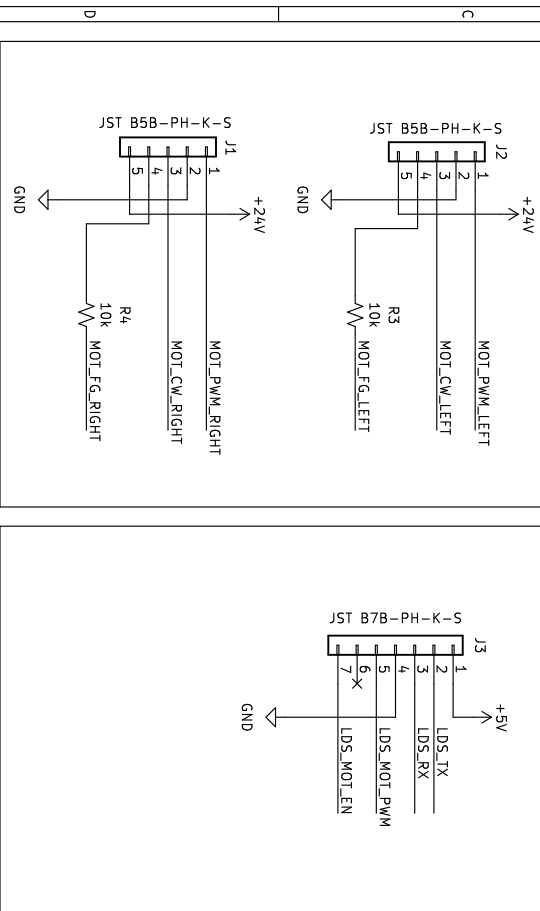 D
C
JST B5B-PH-K-S
J2
1
2
3
4
5
+24V
GND
R3
10k
MOT_PWM_LEFT
MOT_CW_LEFT
MOT_FG_LEFT
JST B5B-PH-K-S
J1
1
2
3
4
5
+24V
GND
R4
10k
MOT_PWM_RIGHT
MOT_CW_RIGHT
MOT_FG_RIGHT
JST B7B-PH-K-S
J3
1
2
3
4
5
6
7
+5V
GND
LDS_TX
LDS_RX
LDS_MOT_PWM
LDS_MOT_EN